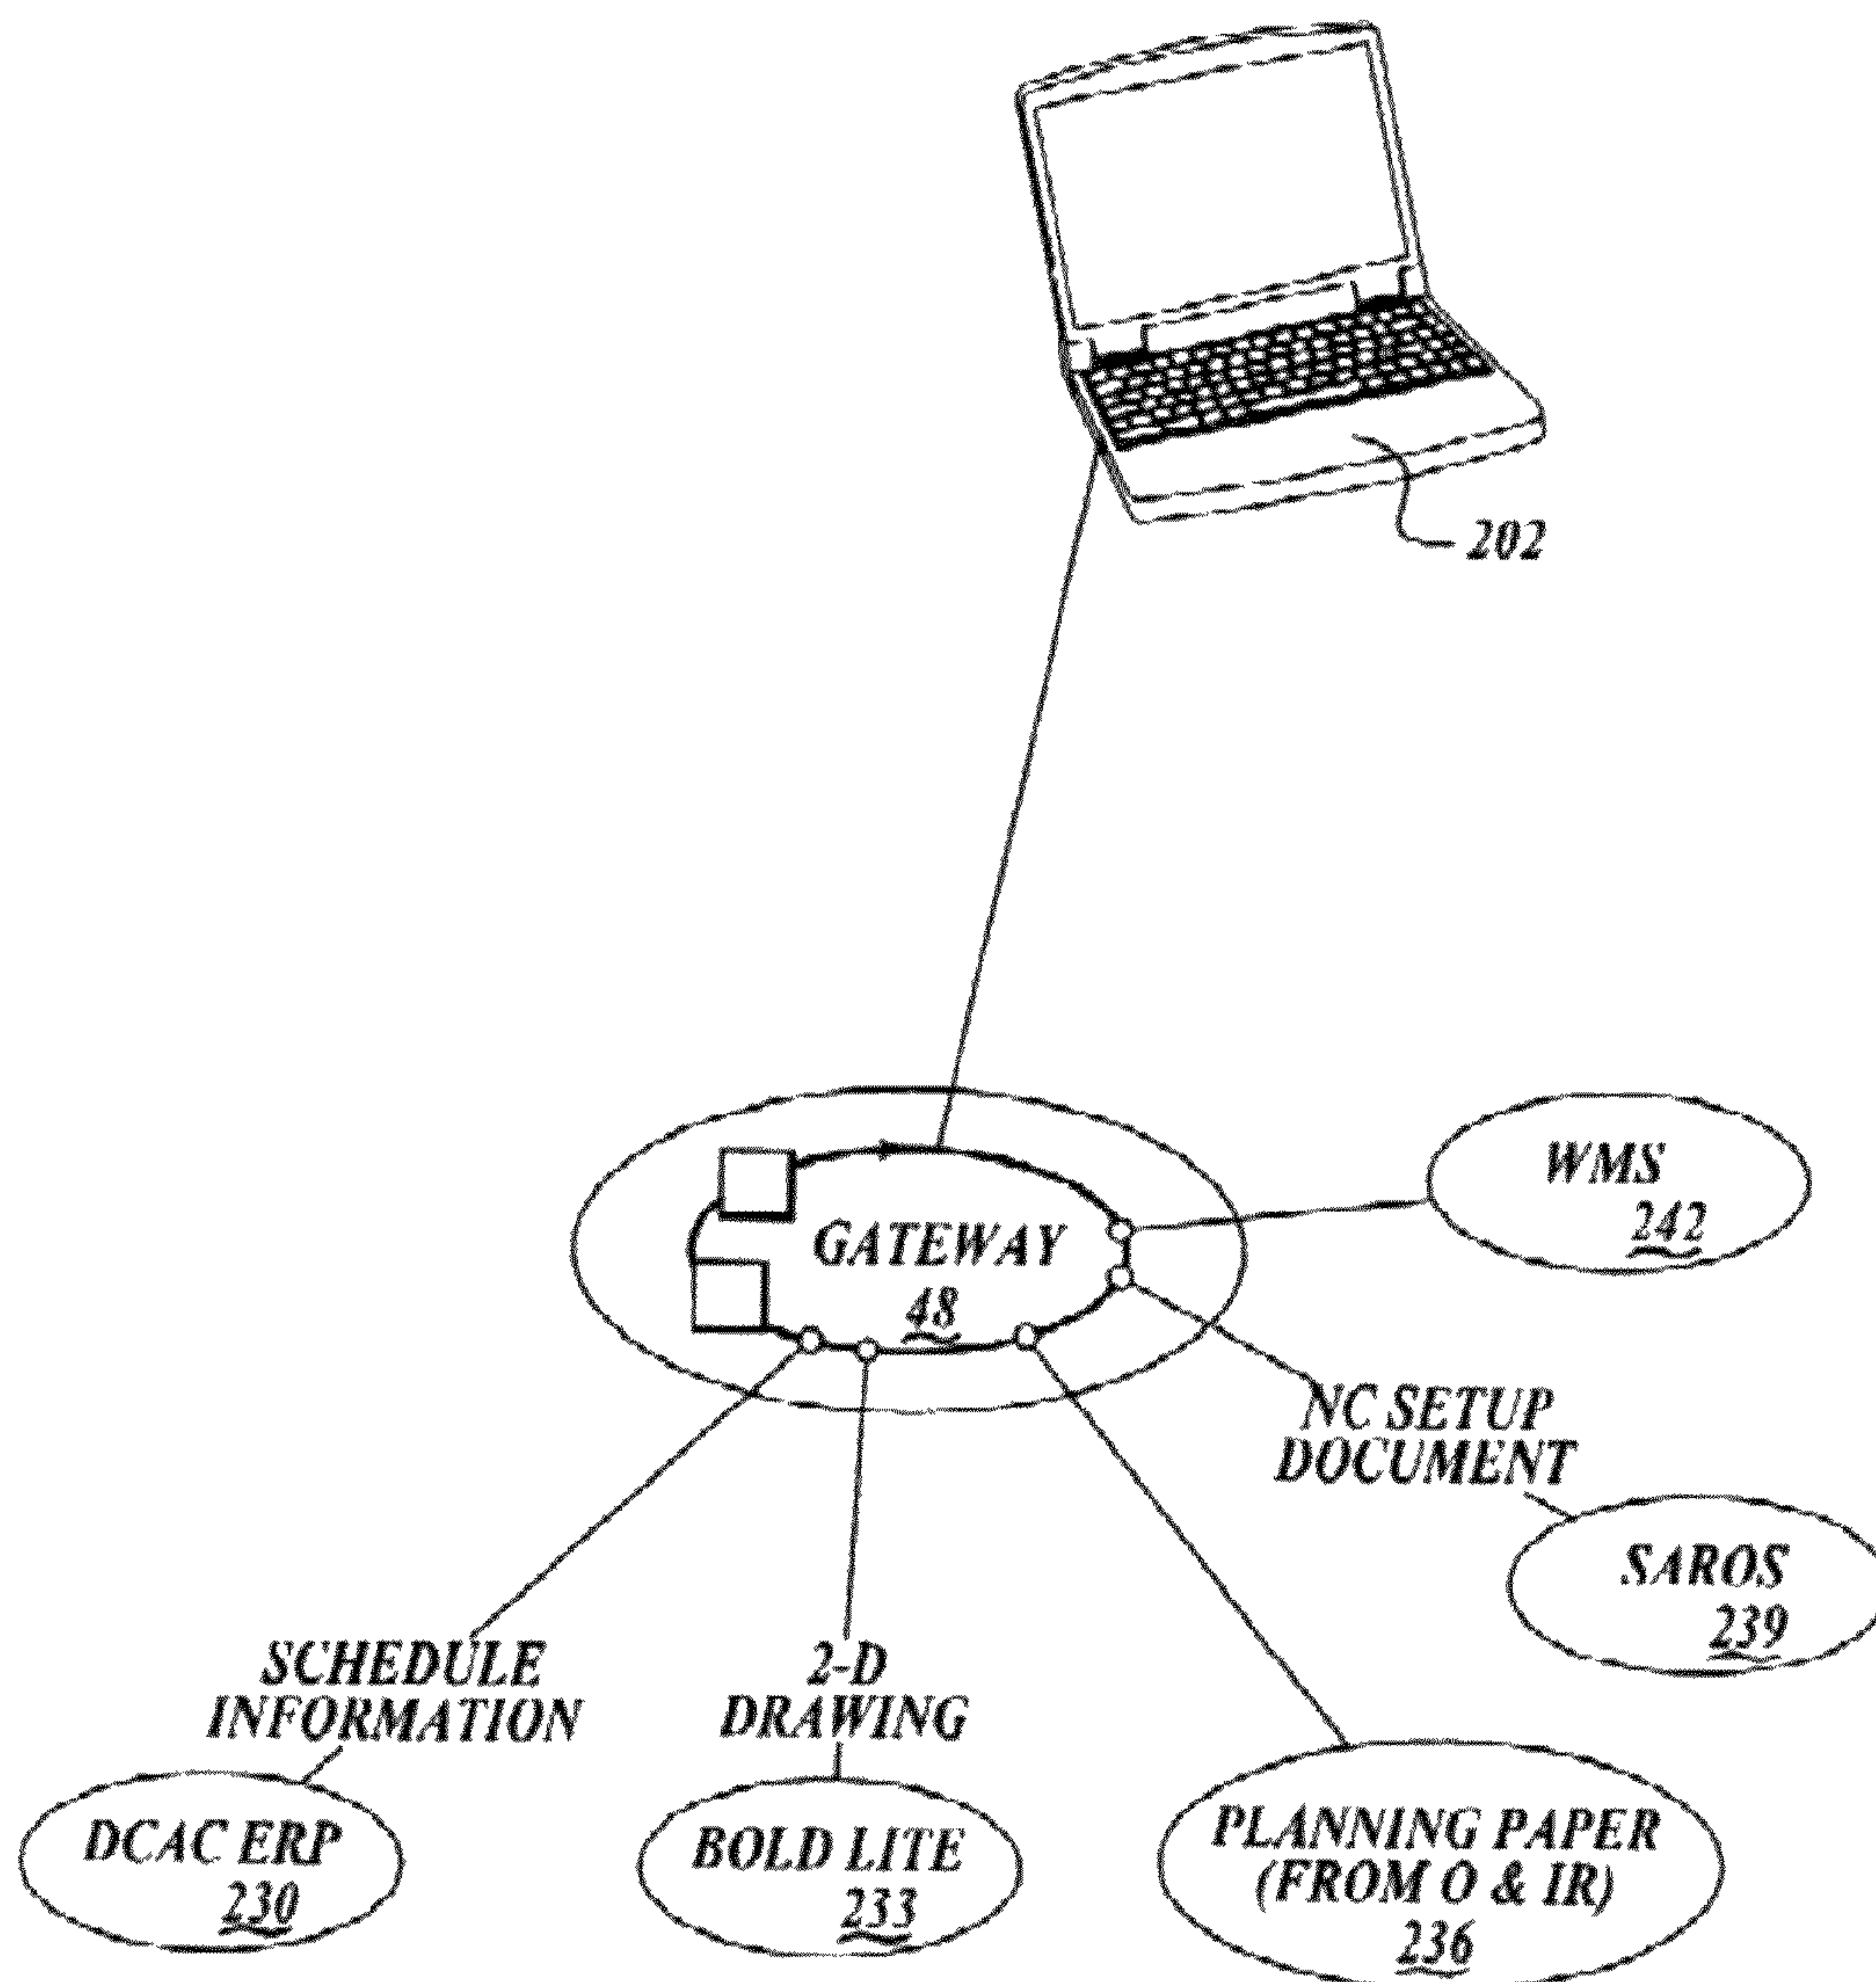 202
WMS
242
GATEWAY
48
NC SETUP
DOCUMENT
SAROS
239
SCHEDULE
INFORMATION
2-D
DRAWING
DCAC ERP
230
BOLD LITE
233
PLANNING PAPER
(FROM O & IR)
236